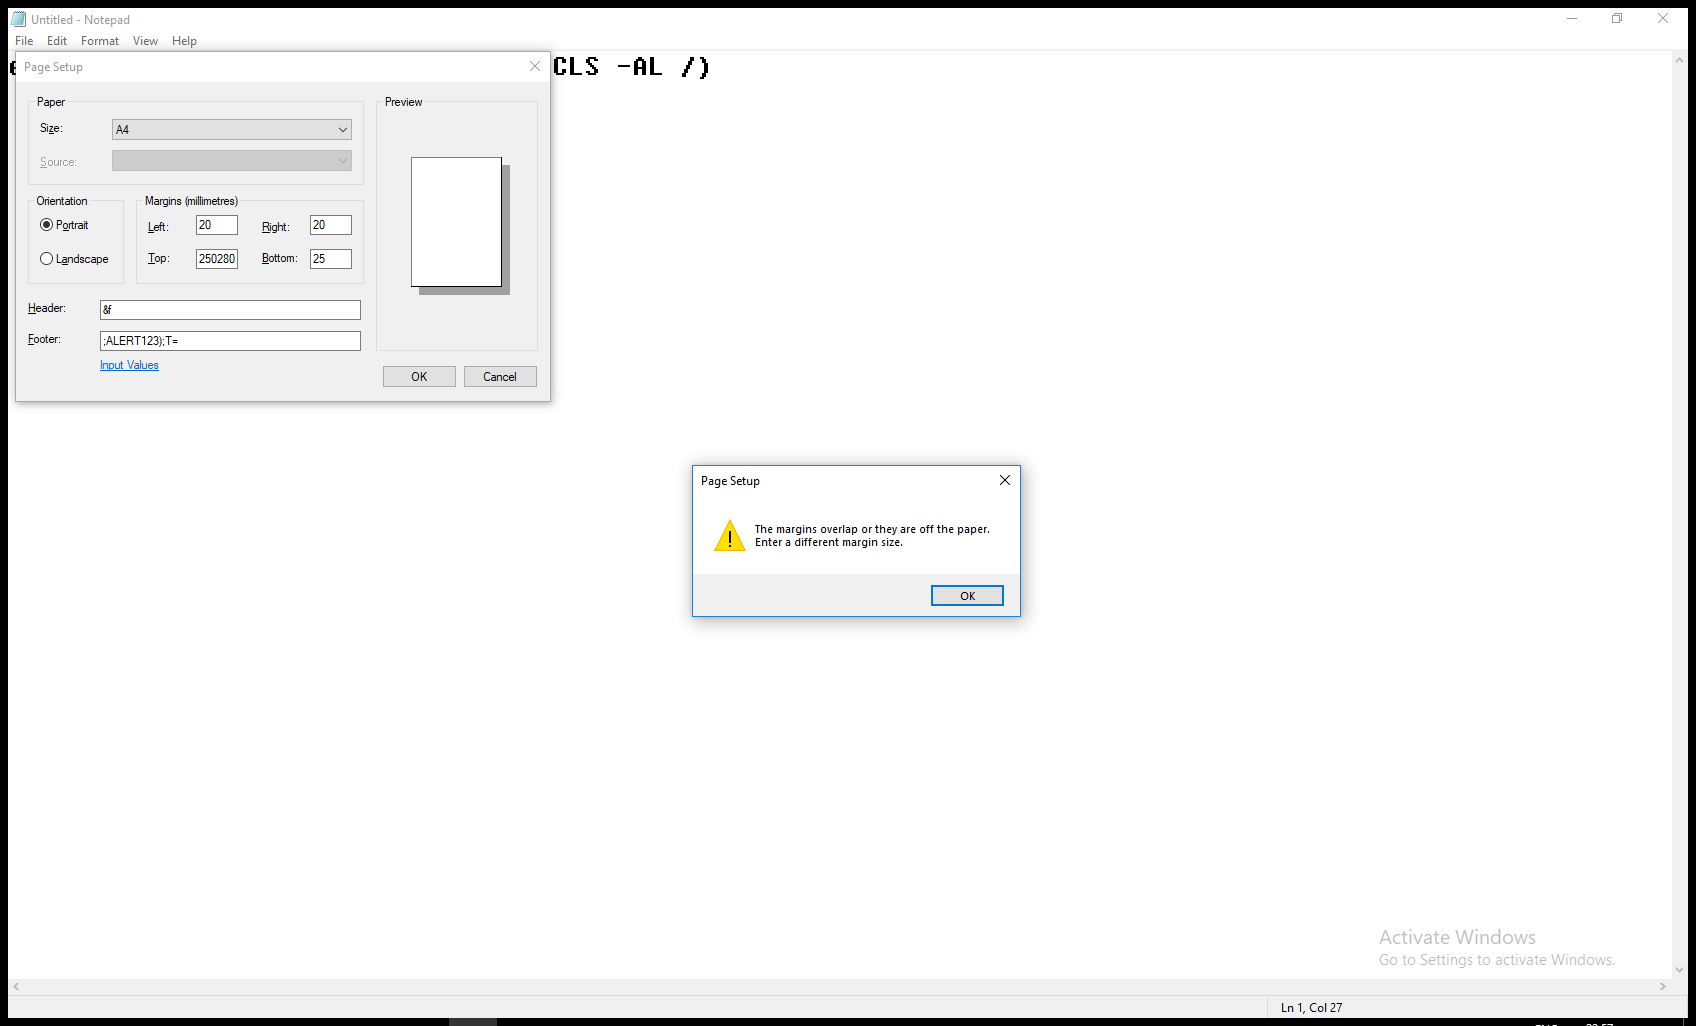 Untitled - Notepad
File Edit Format View Help
CLS -AL /)
Page Setup
Paper
Size: A4
Source:
Orientation
Portrait
Landscape
Margins (millimetres)
Left: 20 Right: 20
Top: 250280 Bottom: 25
Preview
Header: &f
Footer: ;ALERT123);T=
Input Values
OK Cancel
Page Setup
The margins overlap or they are off the paper.
Enter a different margin size.
OK
Activate Windows
Go to Settings to activate Windows.
Ln 1, Col 27